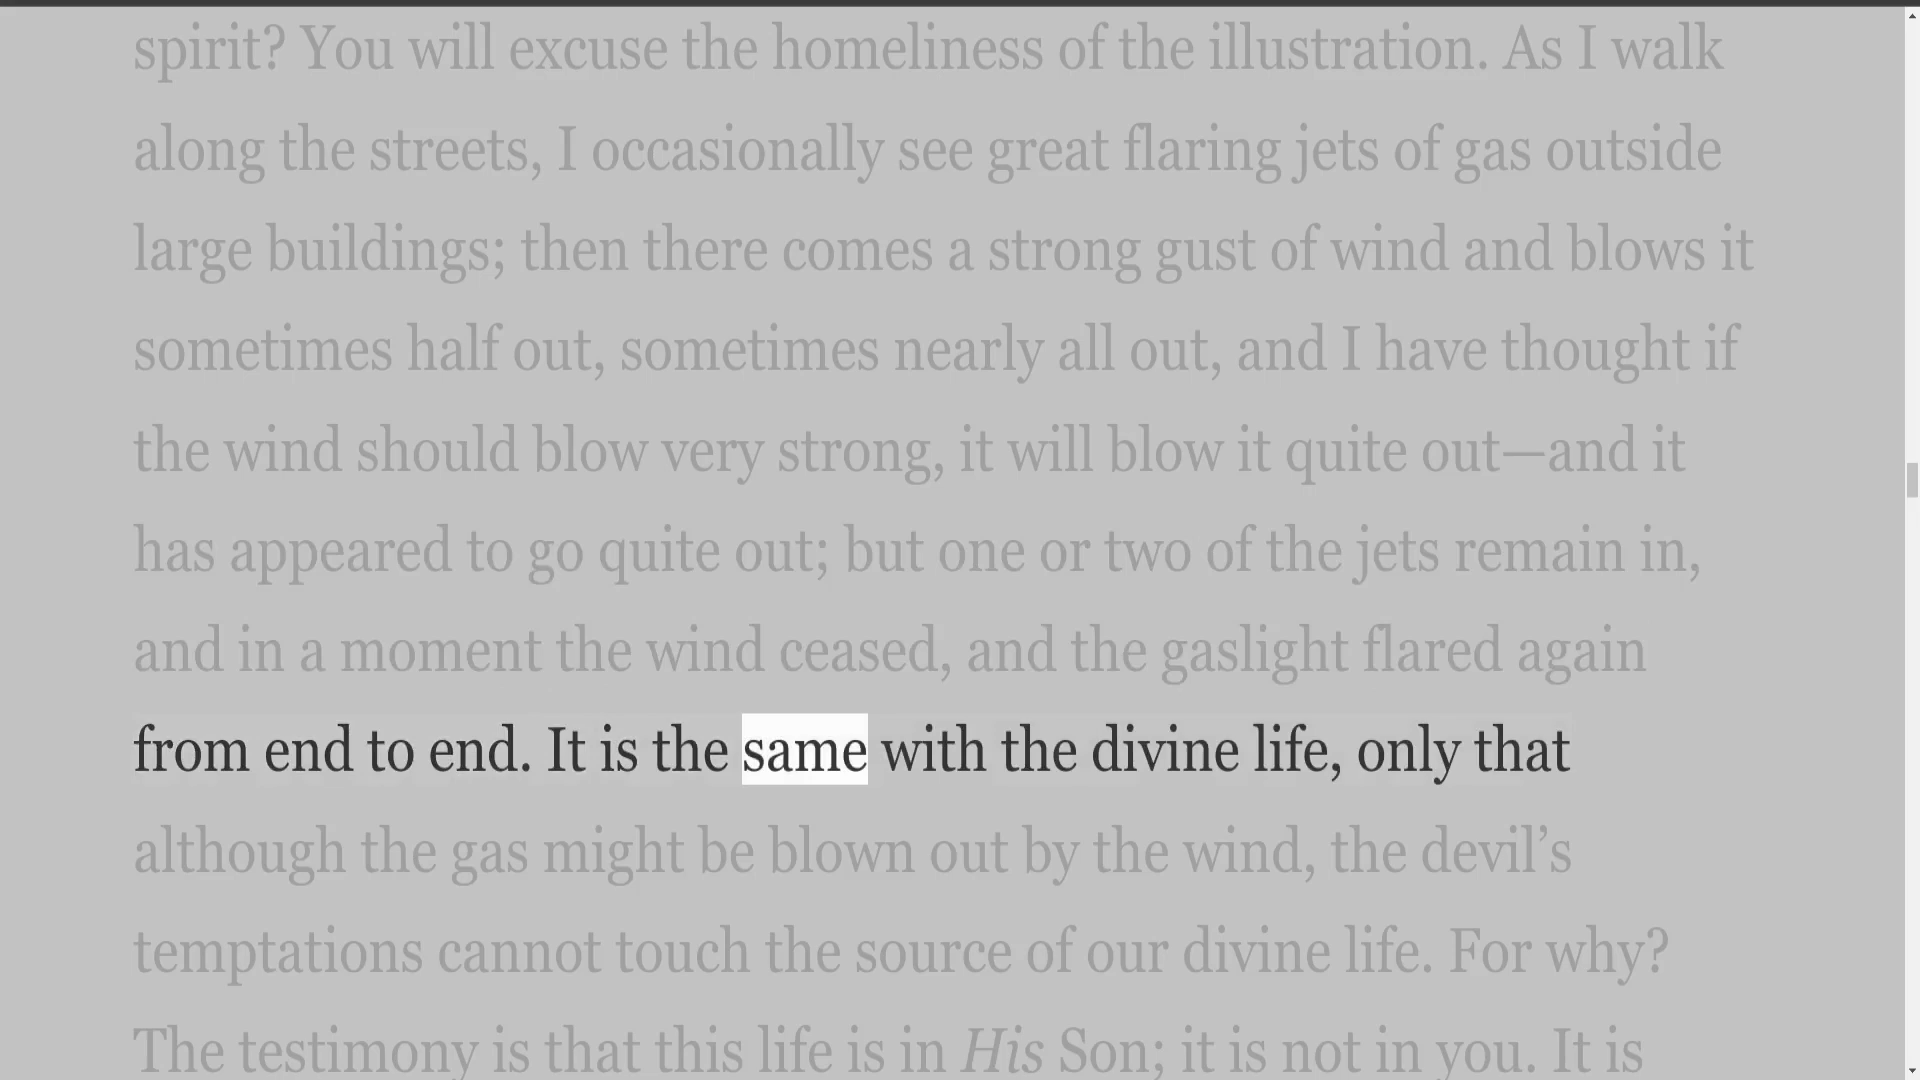 spirit? You will excuse the homeliness of the illustration. As I walk
along the streets, I occasionally see great flaring jets of gas outside
large buildings; then there comes a strong gust of wind and blows it
sometimes half out, sometimes nearly all out, and I have thought if
the wind should blow very strong, it will blow it quite out—and it
has appeared to go quite out; but one or two of the jets remain in,
and in a moment the wind ceased, and the gaslight flared again
from end to end. It is the same with the divine life, only that
although the gas might be blown out by the wind, the devil’s
temptations cannot touch the source of our divine life. For why?
The testimony is that this life is in His Son; it is not in you. It is